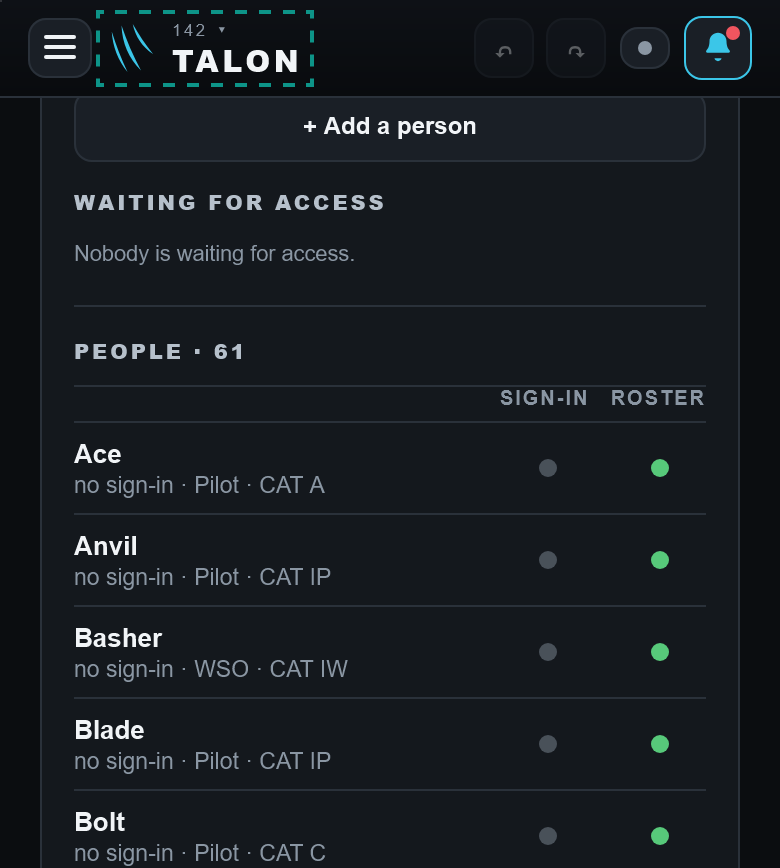 142 ▾
TALON
+ Add a person
WAITING FOR ACCESS
Nobody is waiting for access.
PEOPLE · 61
SIGN-IN ROSTER
Ace
no sign-in · Pilot · CAT A
Anvil
no sign-in · Pilot · CAT IP
Basher
no sign-in · WSO · CAT IW
Blade
no sign-in · Pilot · CAT IP
Bolt
no sign-in · Pilot · CAT C